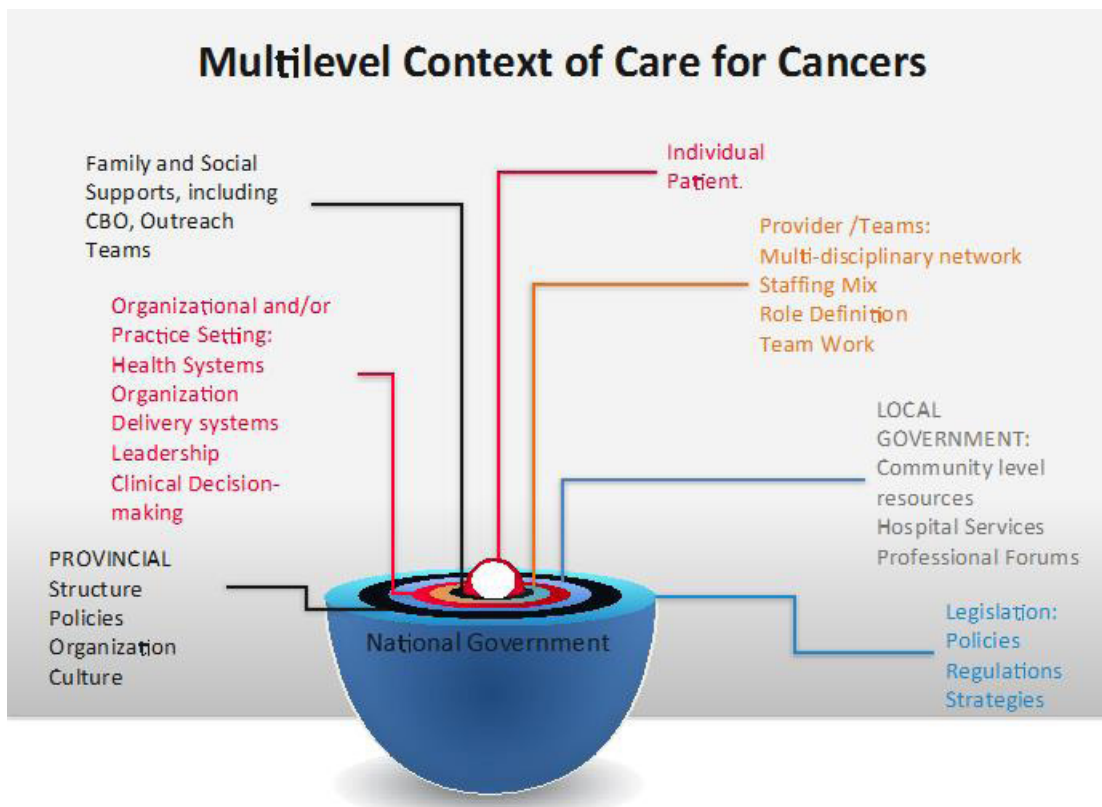 Multilevel Context of Care for Cancers
Family and Social
Supports, including
CBO, Outreach
Teams
Individual
Patient.
Provider /Teams:
Multi-disciplinary network
Staffing Mix
Role Definition
Team Work
Organizational and/or
Practice Setting:
Health Systems
Organization
Delivery systems
Leadership
Clinical Decision-
making
LOCAL
GOVERNMENT:
Community level
resources
Hospital Services
Professional Forums
PROVINCIAL
Structure
Policies
Organization
Culture
National Government
Legislation:
Policies
Regulations
Strategies